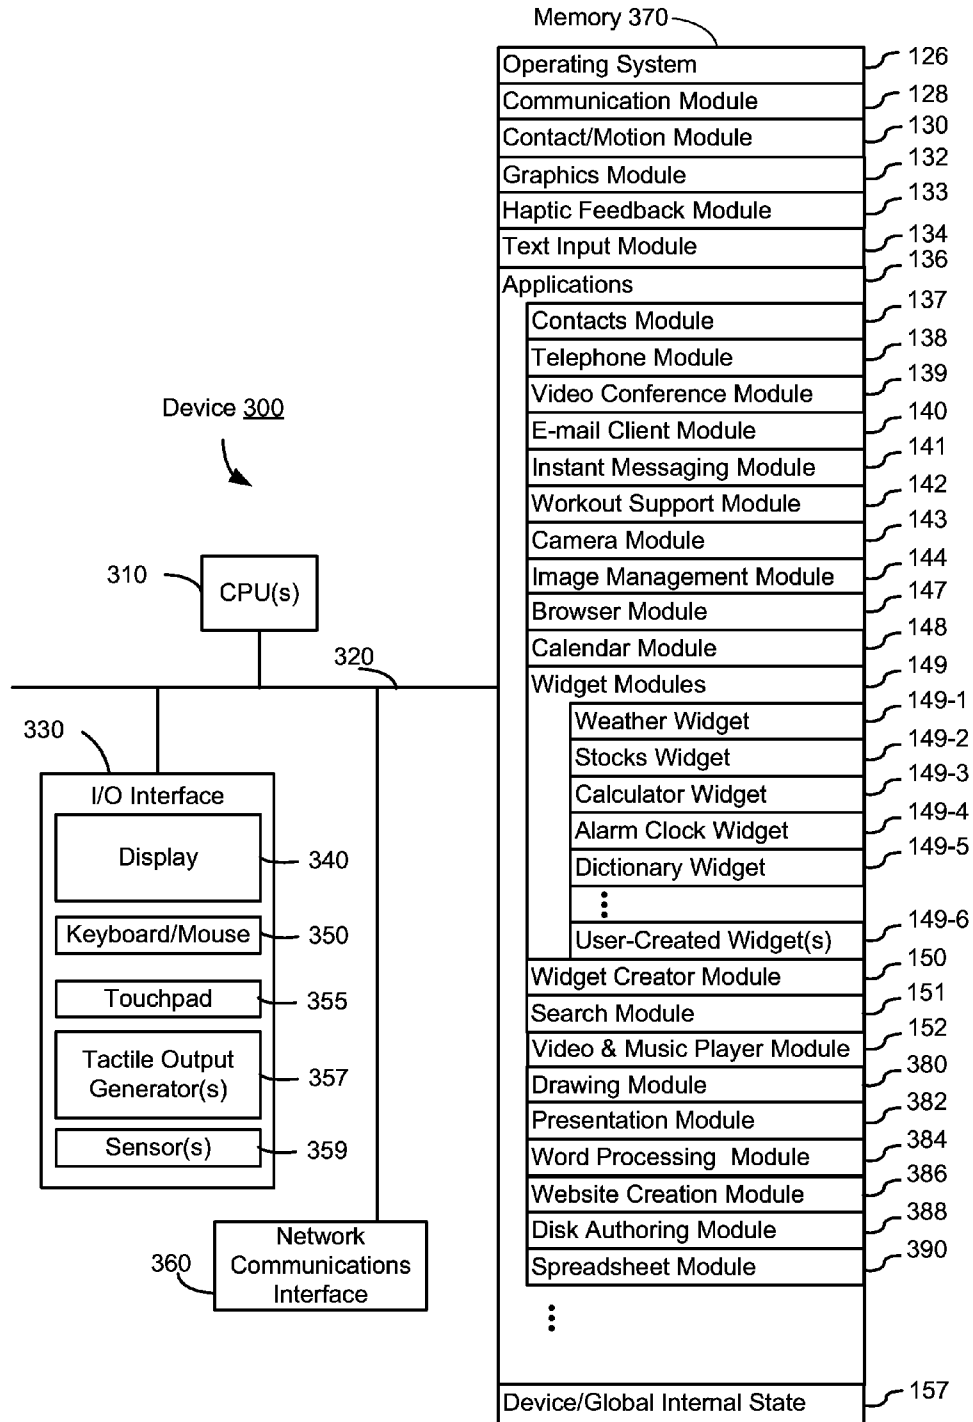 Memory 370
Operating System
126
Communication Module
128
Contact/Motion Module
130
Graphics Module
132
Haptic Feedback Module
133
Text Input Module
134
Applications
136
Contacts Module
137
Telephone Module
138
Video Conference Module
139
E-mail Client Module
140
Instant Messaging Module
141
Workout Support Module
142
Camera Module
143
Image Management Module
144
Browser Module
147
Calendar Module
148
Widget Modules
149
Weather Widget
149-1
Stocks Widget
149-2
Calculator Widget
149-3
Alarm Clock Widget
149-4
Dictionary Widget
149-5
User-Created Widget(s)
149-6
Widget Creator Module
150
Search Module
151
Video & Music Player Module
152
Drawing Module
380
Presentation Module
382
Word Processing Module
384
Website Creation Module
386
Disk Authoring Module
388
Spreadsheet Module
390
Device/Global Internal State
157
Device 300
310
CPU(s)
320
330
I/O Interface
Display
340
Keyboard/Mouse
350
Touchpad
355
Tactile Output
Generator(s)
357
Sensor(s)
359
360
Network
Communications
Interface